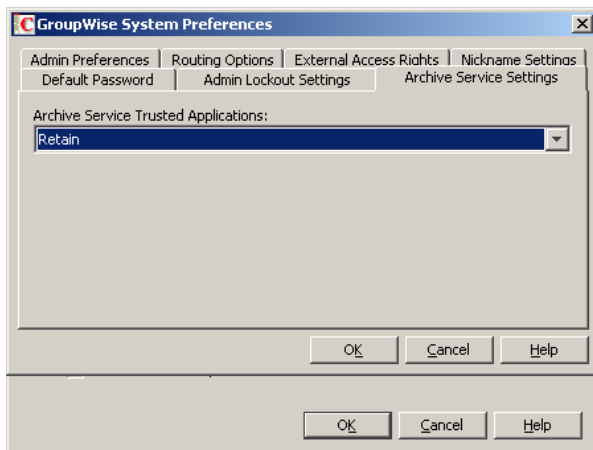 GroupWise System Preferences
Admin Preferences Routing Options External Access Rights Nickname Settings
Default Password Admin Lockout Settings Archive Service Settings
Archive Service Trusted Applications:
Retain
OK Cancel Help
OK Cancel Help